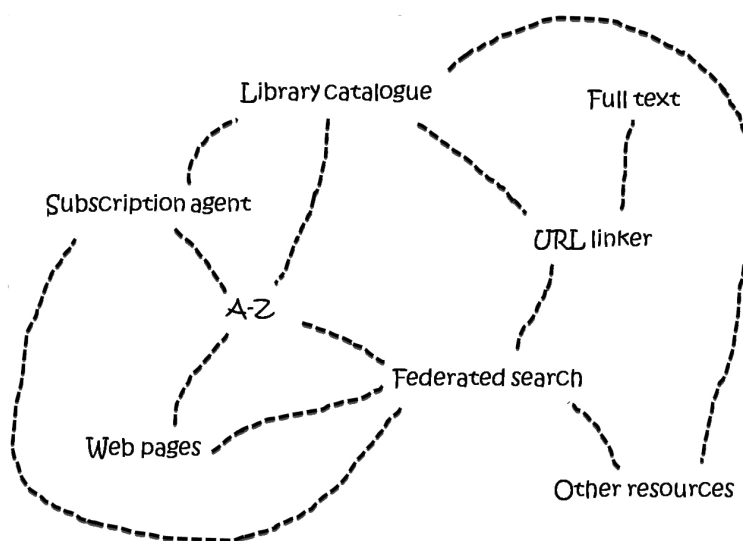 Library catalogue
Full text
Subscription agent
URL linker
A-Z
Federated search
Web pages
Other resources